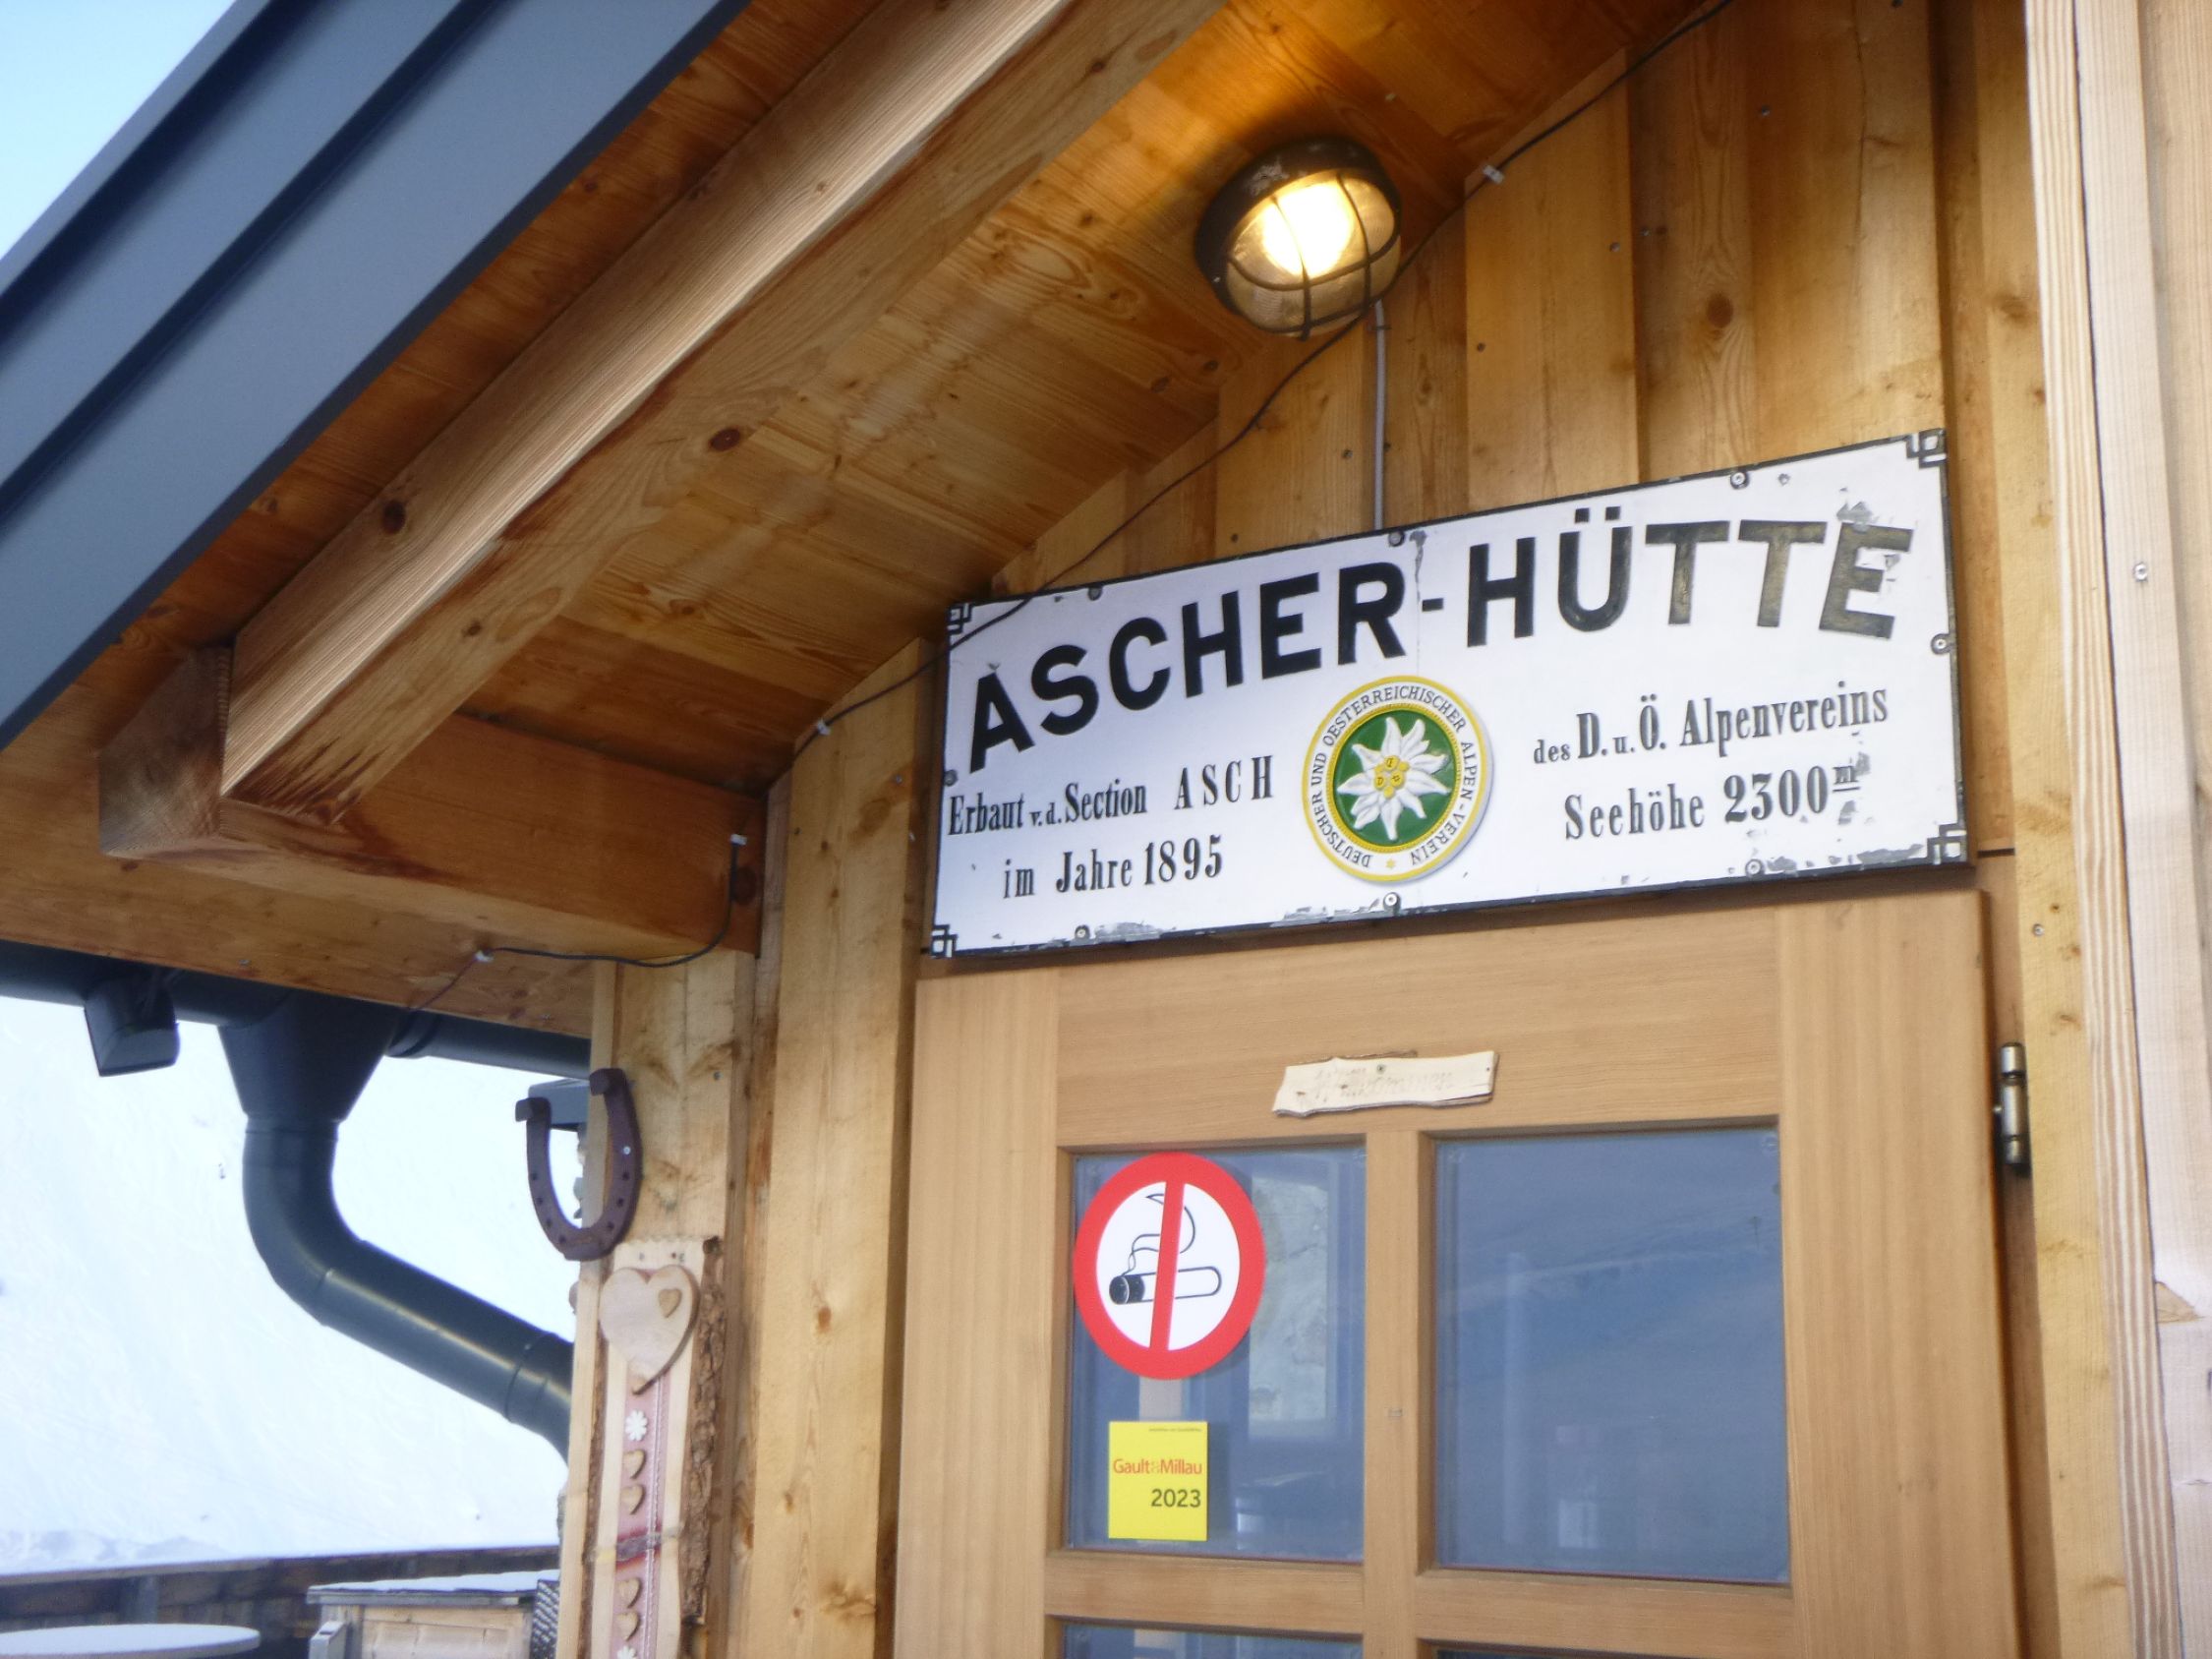 ASCHER-HÜTTE
Erbaut v.d. Section ASCH
im Jahre 1895
DEUTSCHER UND OESTERREICHISCHER ALPEN-VEREIN
des D. u. Ö. Alpenvereins
Seehöhe 2300 m
Gault&Millau
2023